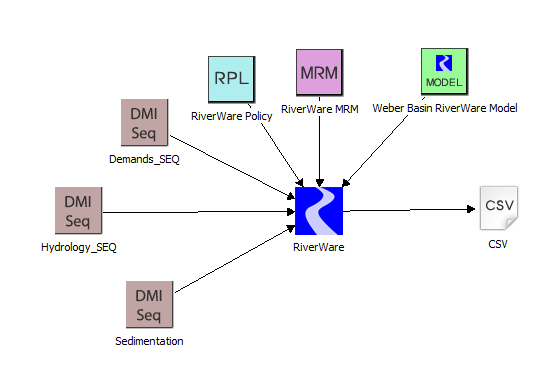 RPL
RiverWare Policy
MRM
RiverWare MRM
MODEL
Weber Basin RiverWare Model
DMI
Seq
Demands_SEQ
DMI
Seq
Hydrology_SEQ
RiverWare
CSV
CSV
DMI
Seq
Sedimentation